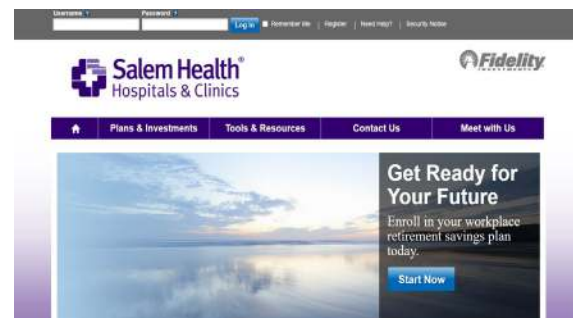 Username ?
Password ?
Log In Remember Me | Register | Need Help? | Security Notice
Salem Health®
Hospitals & Clinics
Fidelity
INVESTMENTS
Plans & Investments Tools & Resources Contact Us Meet with Us
Get Ready for
Your Future
Enroll in your workplace
retirement savings plan
today.
Start Now